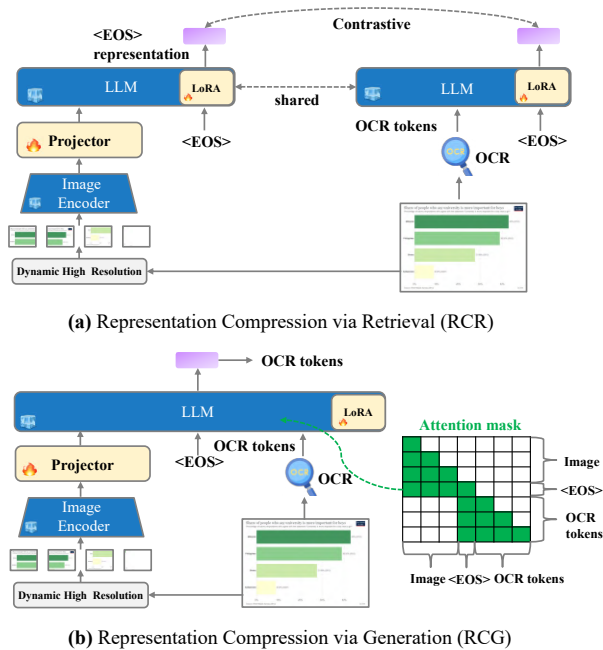 Contrastive
<EOS>
representation
LLM
LoRA
shared
LLM
LoRA
<EOS>
OCR tokens
<EOS>
Projector
OCR
OCR
Image
Encoder
Dynamic High Resolution
(a) Representation Compression via Retrieval (RCR)
OCR tokens
LLM
LoRA
Attention mask
OCR tokens
<EOS>
Projector
OCR
OCR
Image
<EOS>
OCR
tokens
Image
Encoder
Image <EOS> OCR tokens
Dynamic High Resolution
(b) Representation Compression via Generation (RCG)